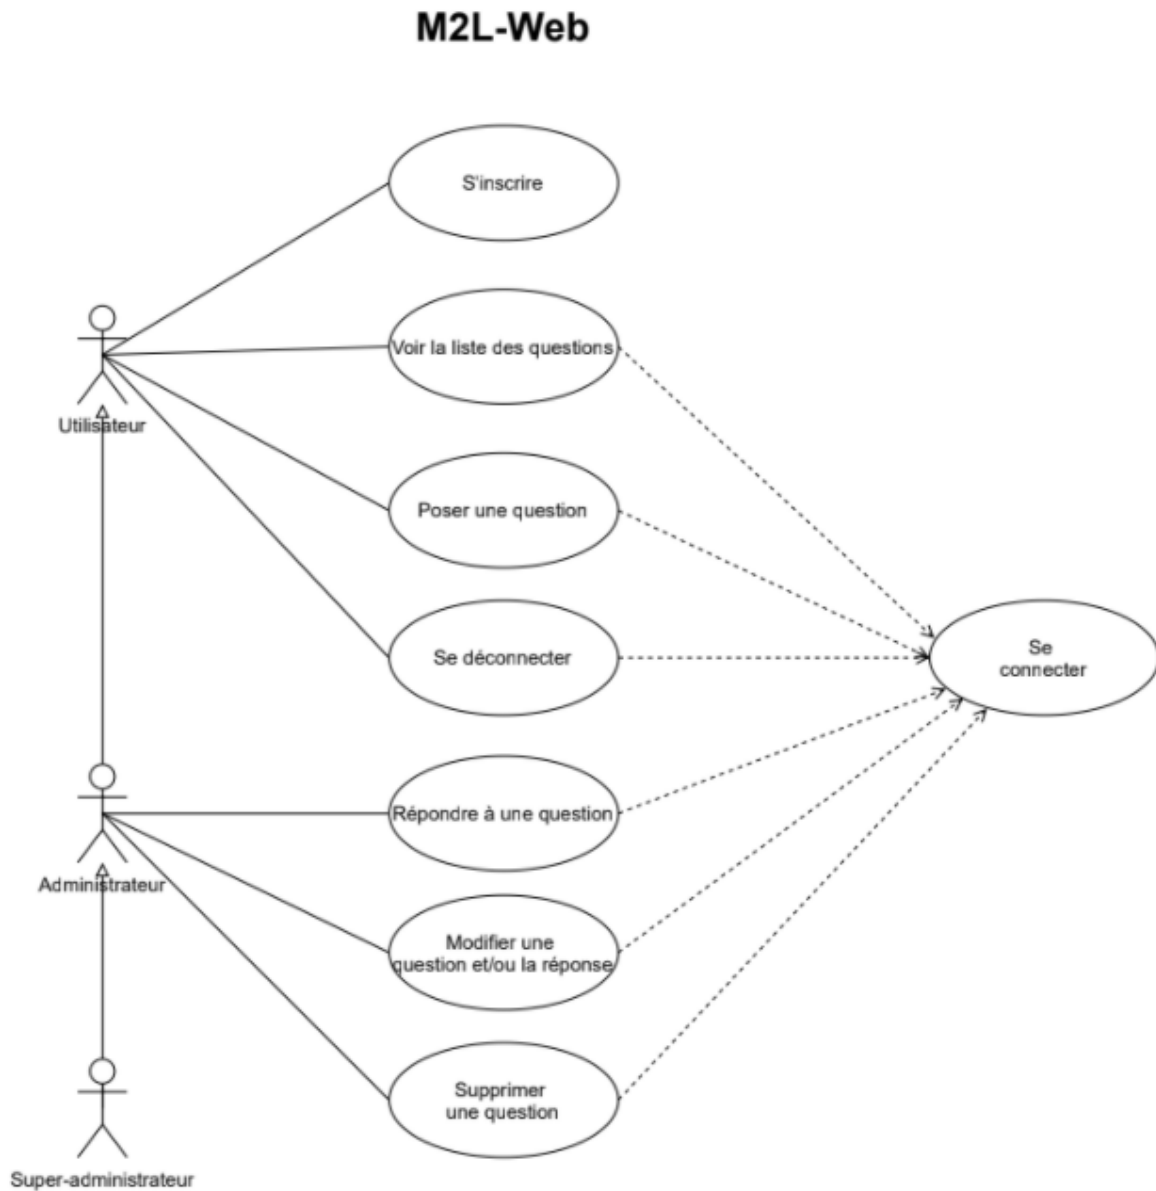 M2L-Web
S'inscrire
Voir la liste des questions
Utilisateur
Poser une question
Se déconnecter
Se
connecter
Répondre à une question
Administrateur
Modifier une
question et/ou la réponse
Supprimer
une question
Super-administrateur